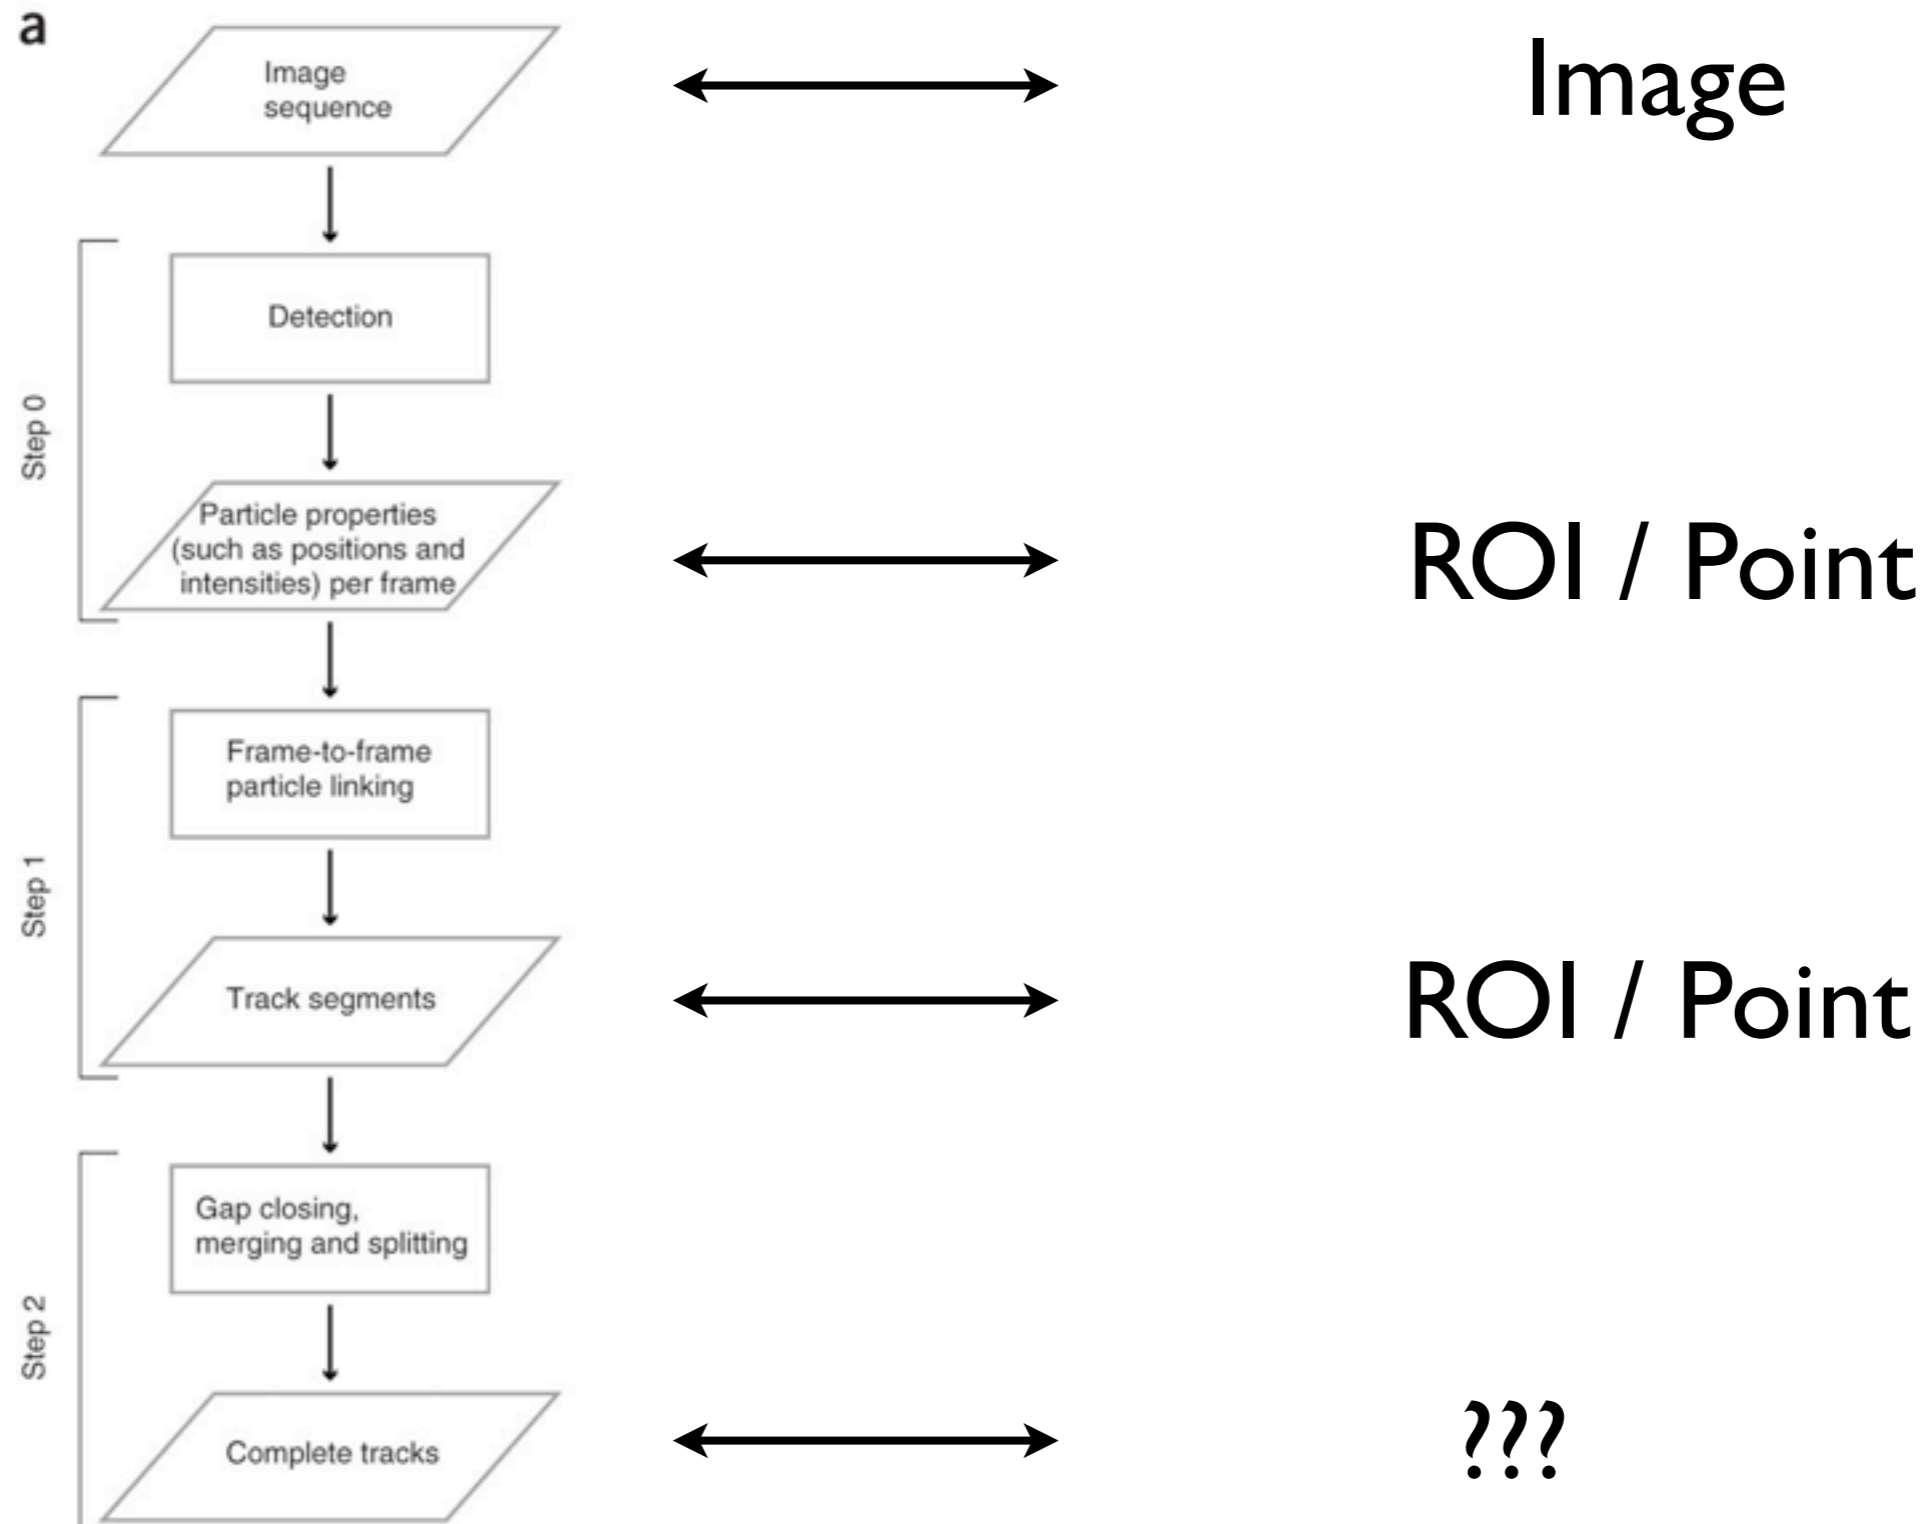 a
Image
sequence
Image
Step 0
Detection
Particle properties
(such as positions and
intensities) per frame
ROI / Point
Step 1
Frame-to-frame
particle linking
Track segments
ROI / Point
Step 2
Gap closing,
merging and splitting
Complete tracks
???